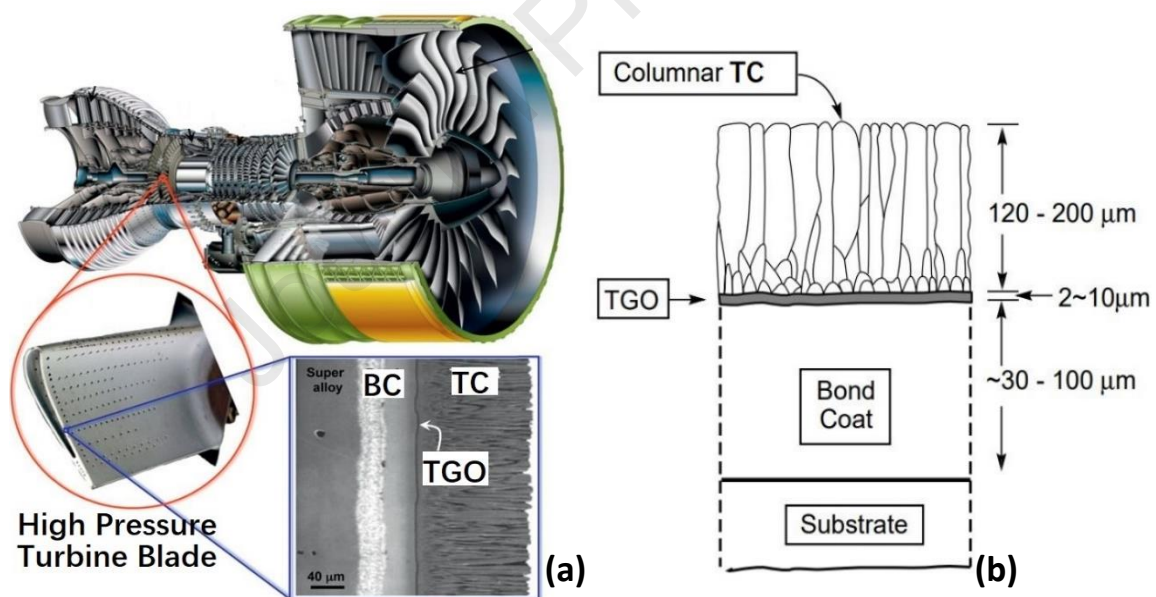 Super
alloy
BC
TC
TGO
40 μm
High Pressure
Turbine Blade
(a)
Columnar TC
120 - 200 μm
TGO
2~10μm
~30 - 100 μm
Bond
Coat
Substrate
(b)